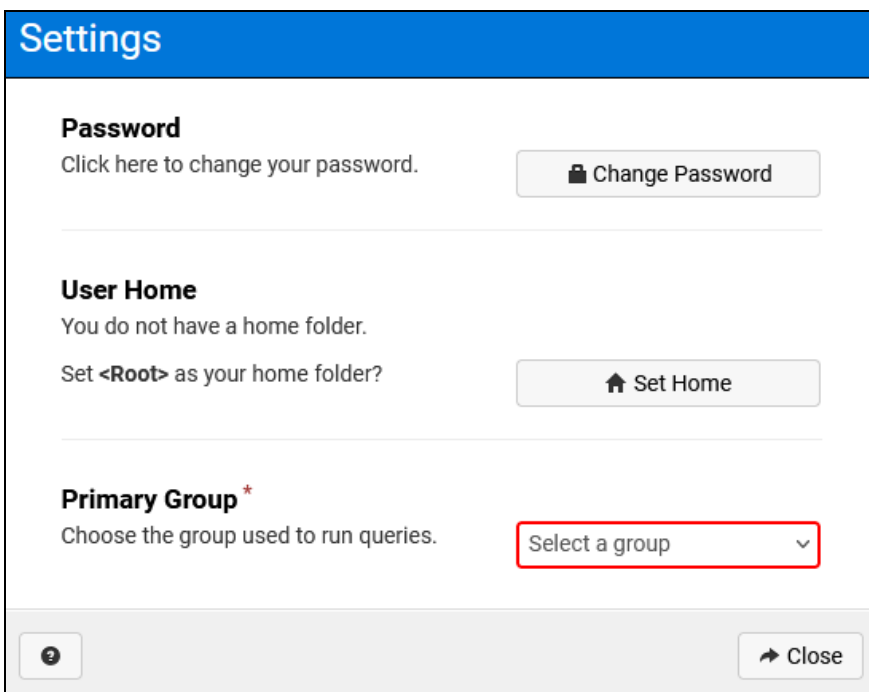 Settings
Password
Click here to change your password.
Change Password
User Home
You do not have a home folder.
Set <Root> as your home folder?
Set Home
Primary Group *
Choose the group used to run queries.
Select a group
?
Close